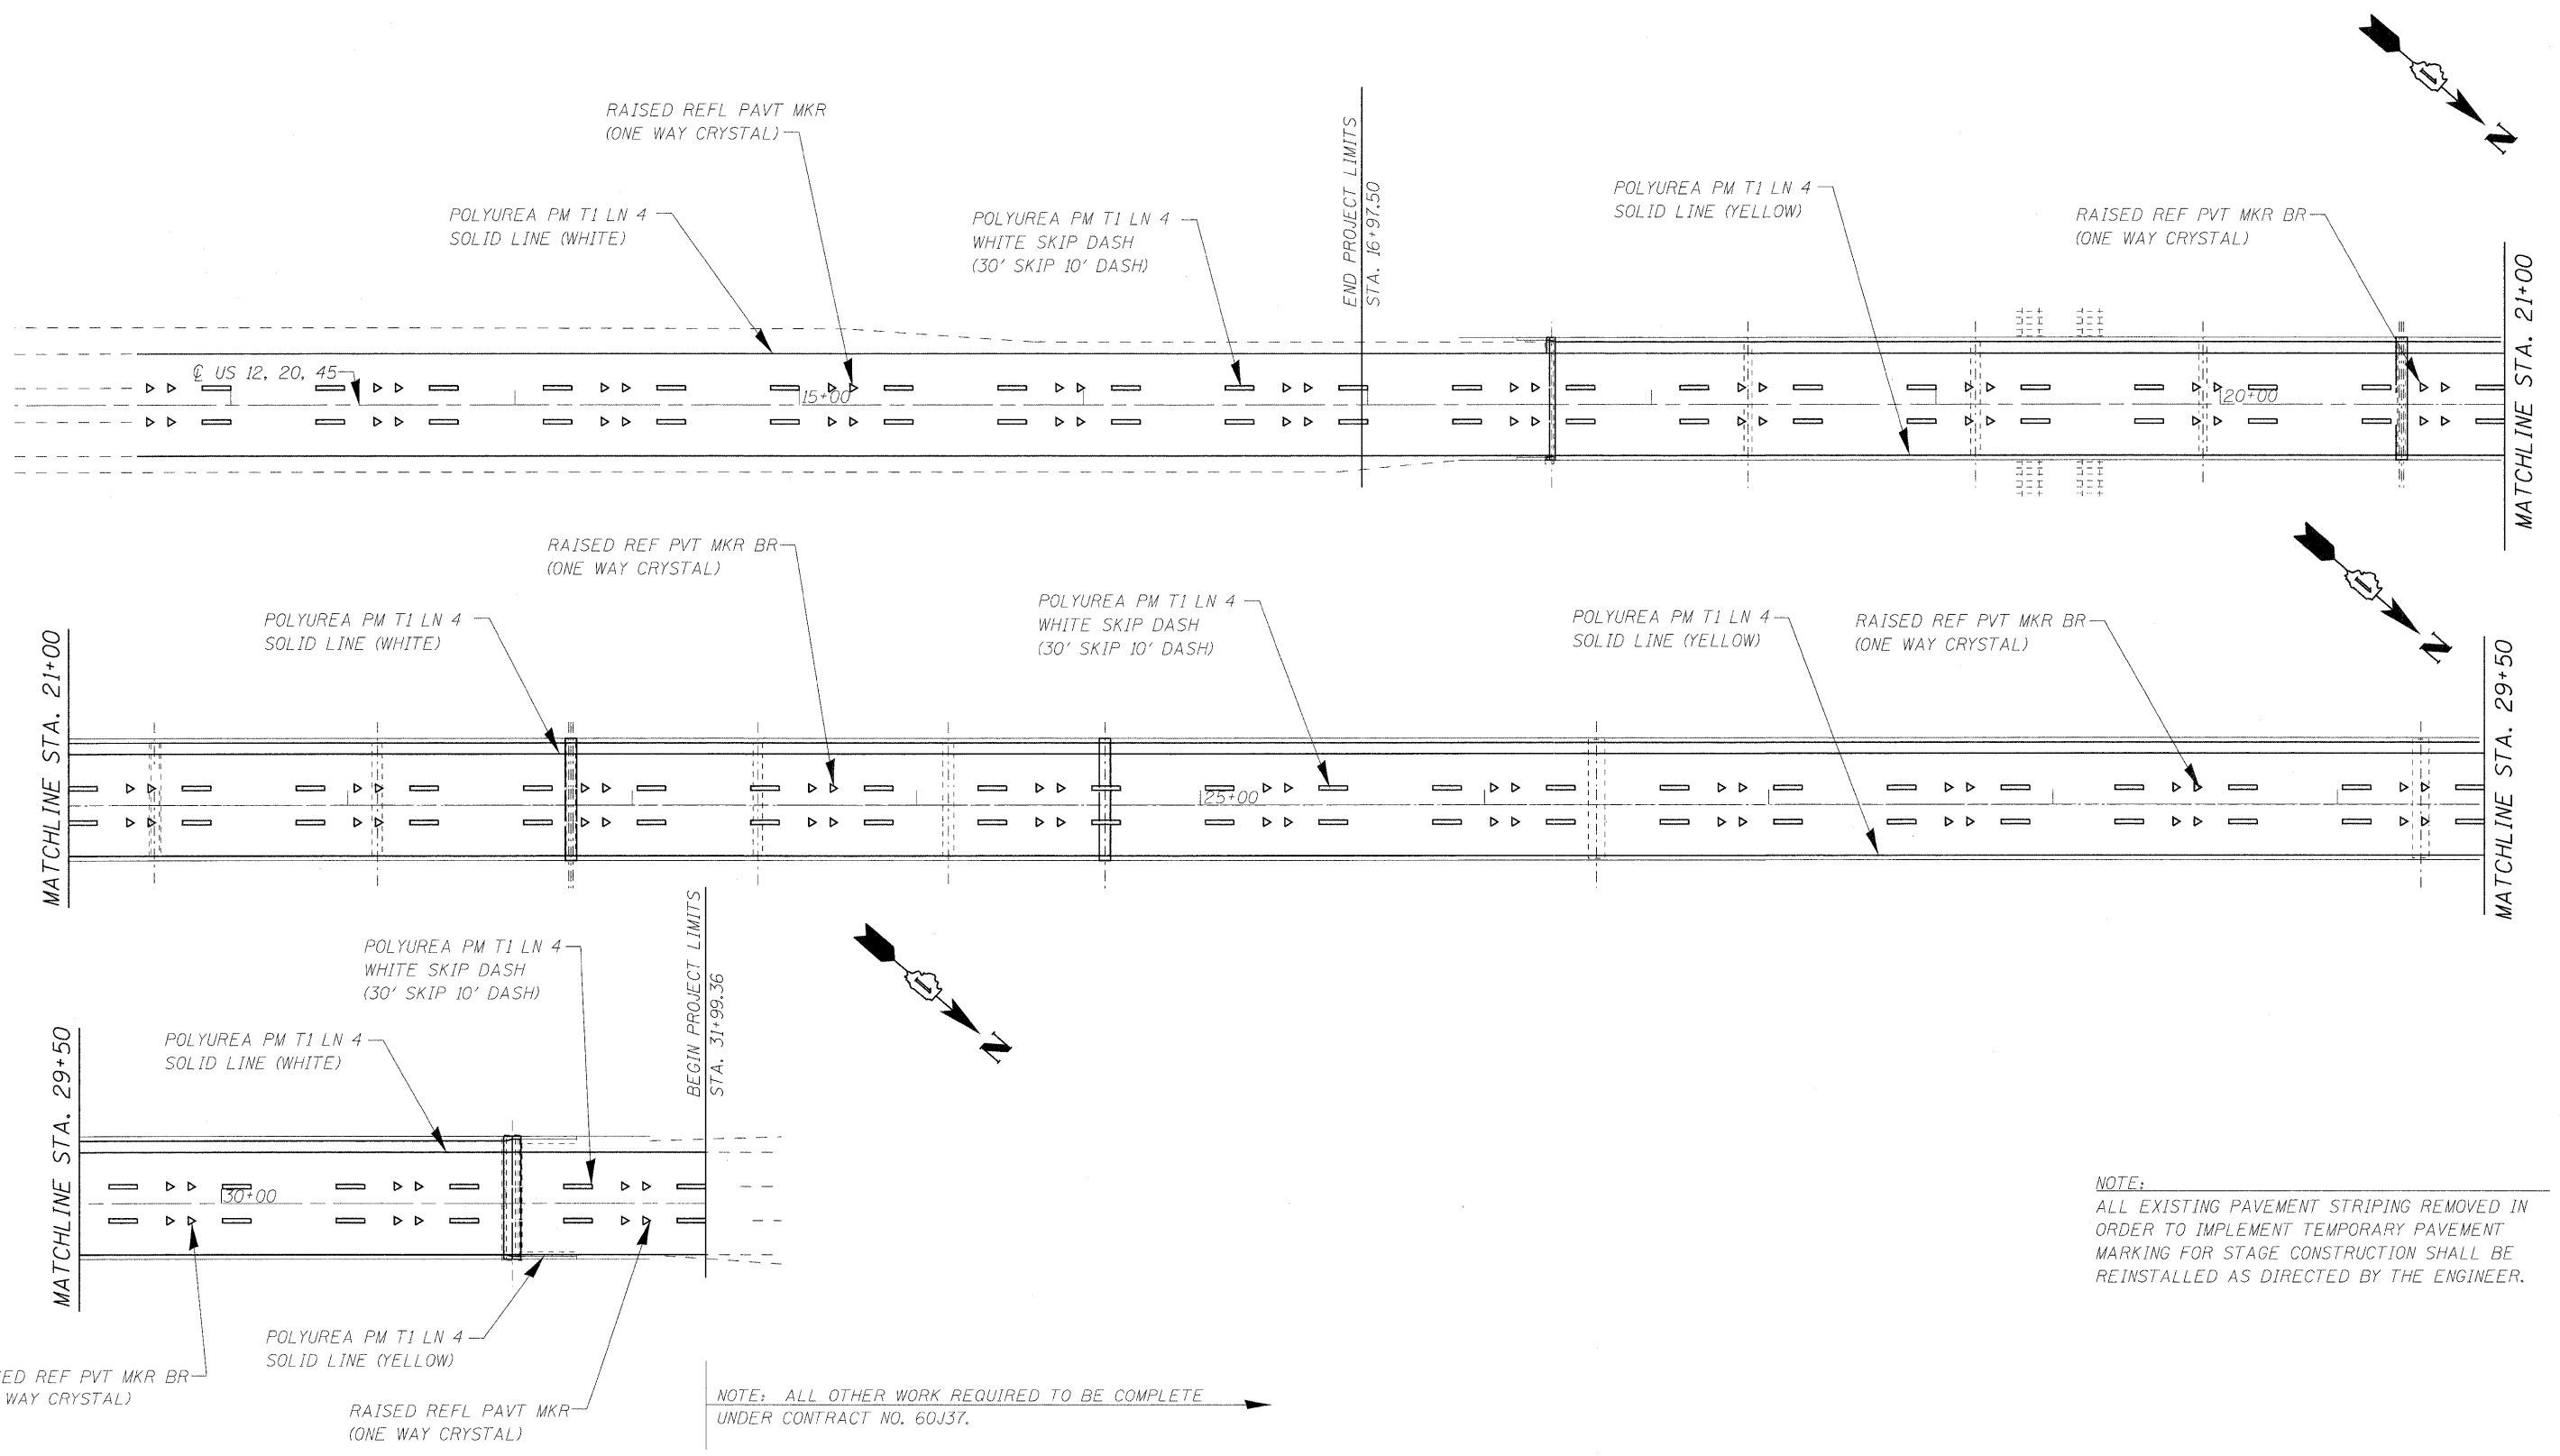 RAISED REFL PAVT MKR
(ONE WAY CRYSTAL)
POLYUREA PM T1 LN 4
SOLID LINE (WHITE)
POLYUREA PM T1 LN 4
WHITE SKIP DASH
(30' SKIP 10' DASH)
END PROJECT LIMITS
STA. 16+97.50
POLYUREA PM T1 LN 4
SOLID LINE (YELLOW)
RAISED REF PVT MKR BR
(ONE WAY CRYSTAL)
N
MATCHLINE STA. 21+00
℄ US 12, 20, 45
15+00
20+00
MATCHLINE STA. 21+00
POLYUREA PM T1 LN 4
SOLID LINE (WHITE)
RAISED REF PVT MKR BR
(ONE WAY CRYSTAL)
POLYUREA PM T1 LN 4
WHITE SKIP DASH
(30' SKIP 10' DASH)
POLYUREA PM T1 LN 4
SOLID LINE (YELLOW)
RAISED REF PVT MKR BR
(ONE WAY CRYSTAL)
N
MATCHLINE STA. 29+50
25+00
MATCHLINE STA. 29+50
POLYUREA PM T1 LN 4
WHITE SKIP DASH
(30' SKIP 10' DASH)
POLYUREA PM T1 LN 4
SOLID LINE (WHITE)
BEGIN PROJECT LIMITS
STA. 31+99.36
N
30+00
POLYUREA PM T1 LN 4
SOLID LINE (YELLOW)
ED REF PVT MKR BR
WAY CRYSTAL)
RAISED REFL PAVT MKR
(ONE WAY CRYSTAL)
NOTE: ALL OTHER WORK REQUIRED TO BE COMPLETE
UNDER CONTRACT NO. 60J37.
NOTE:
ALL EXISTING PAVEMENT STRIPING REMOVED IN
ORDER TO IMPLEMENT TEMPORARY PAVEMENT
MARKING FOR STAGE CONSTRUCTION SHALL BE
REINSTALLED AS DIRECTED BY THE ENGINEER.